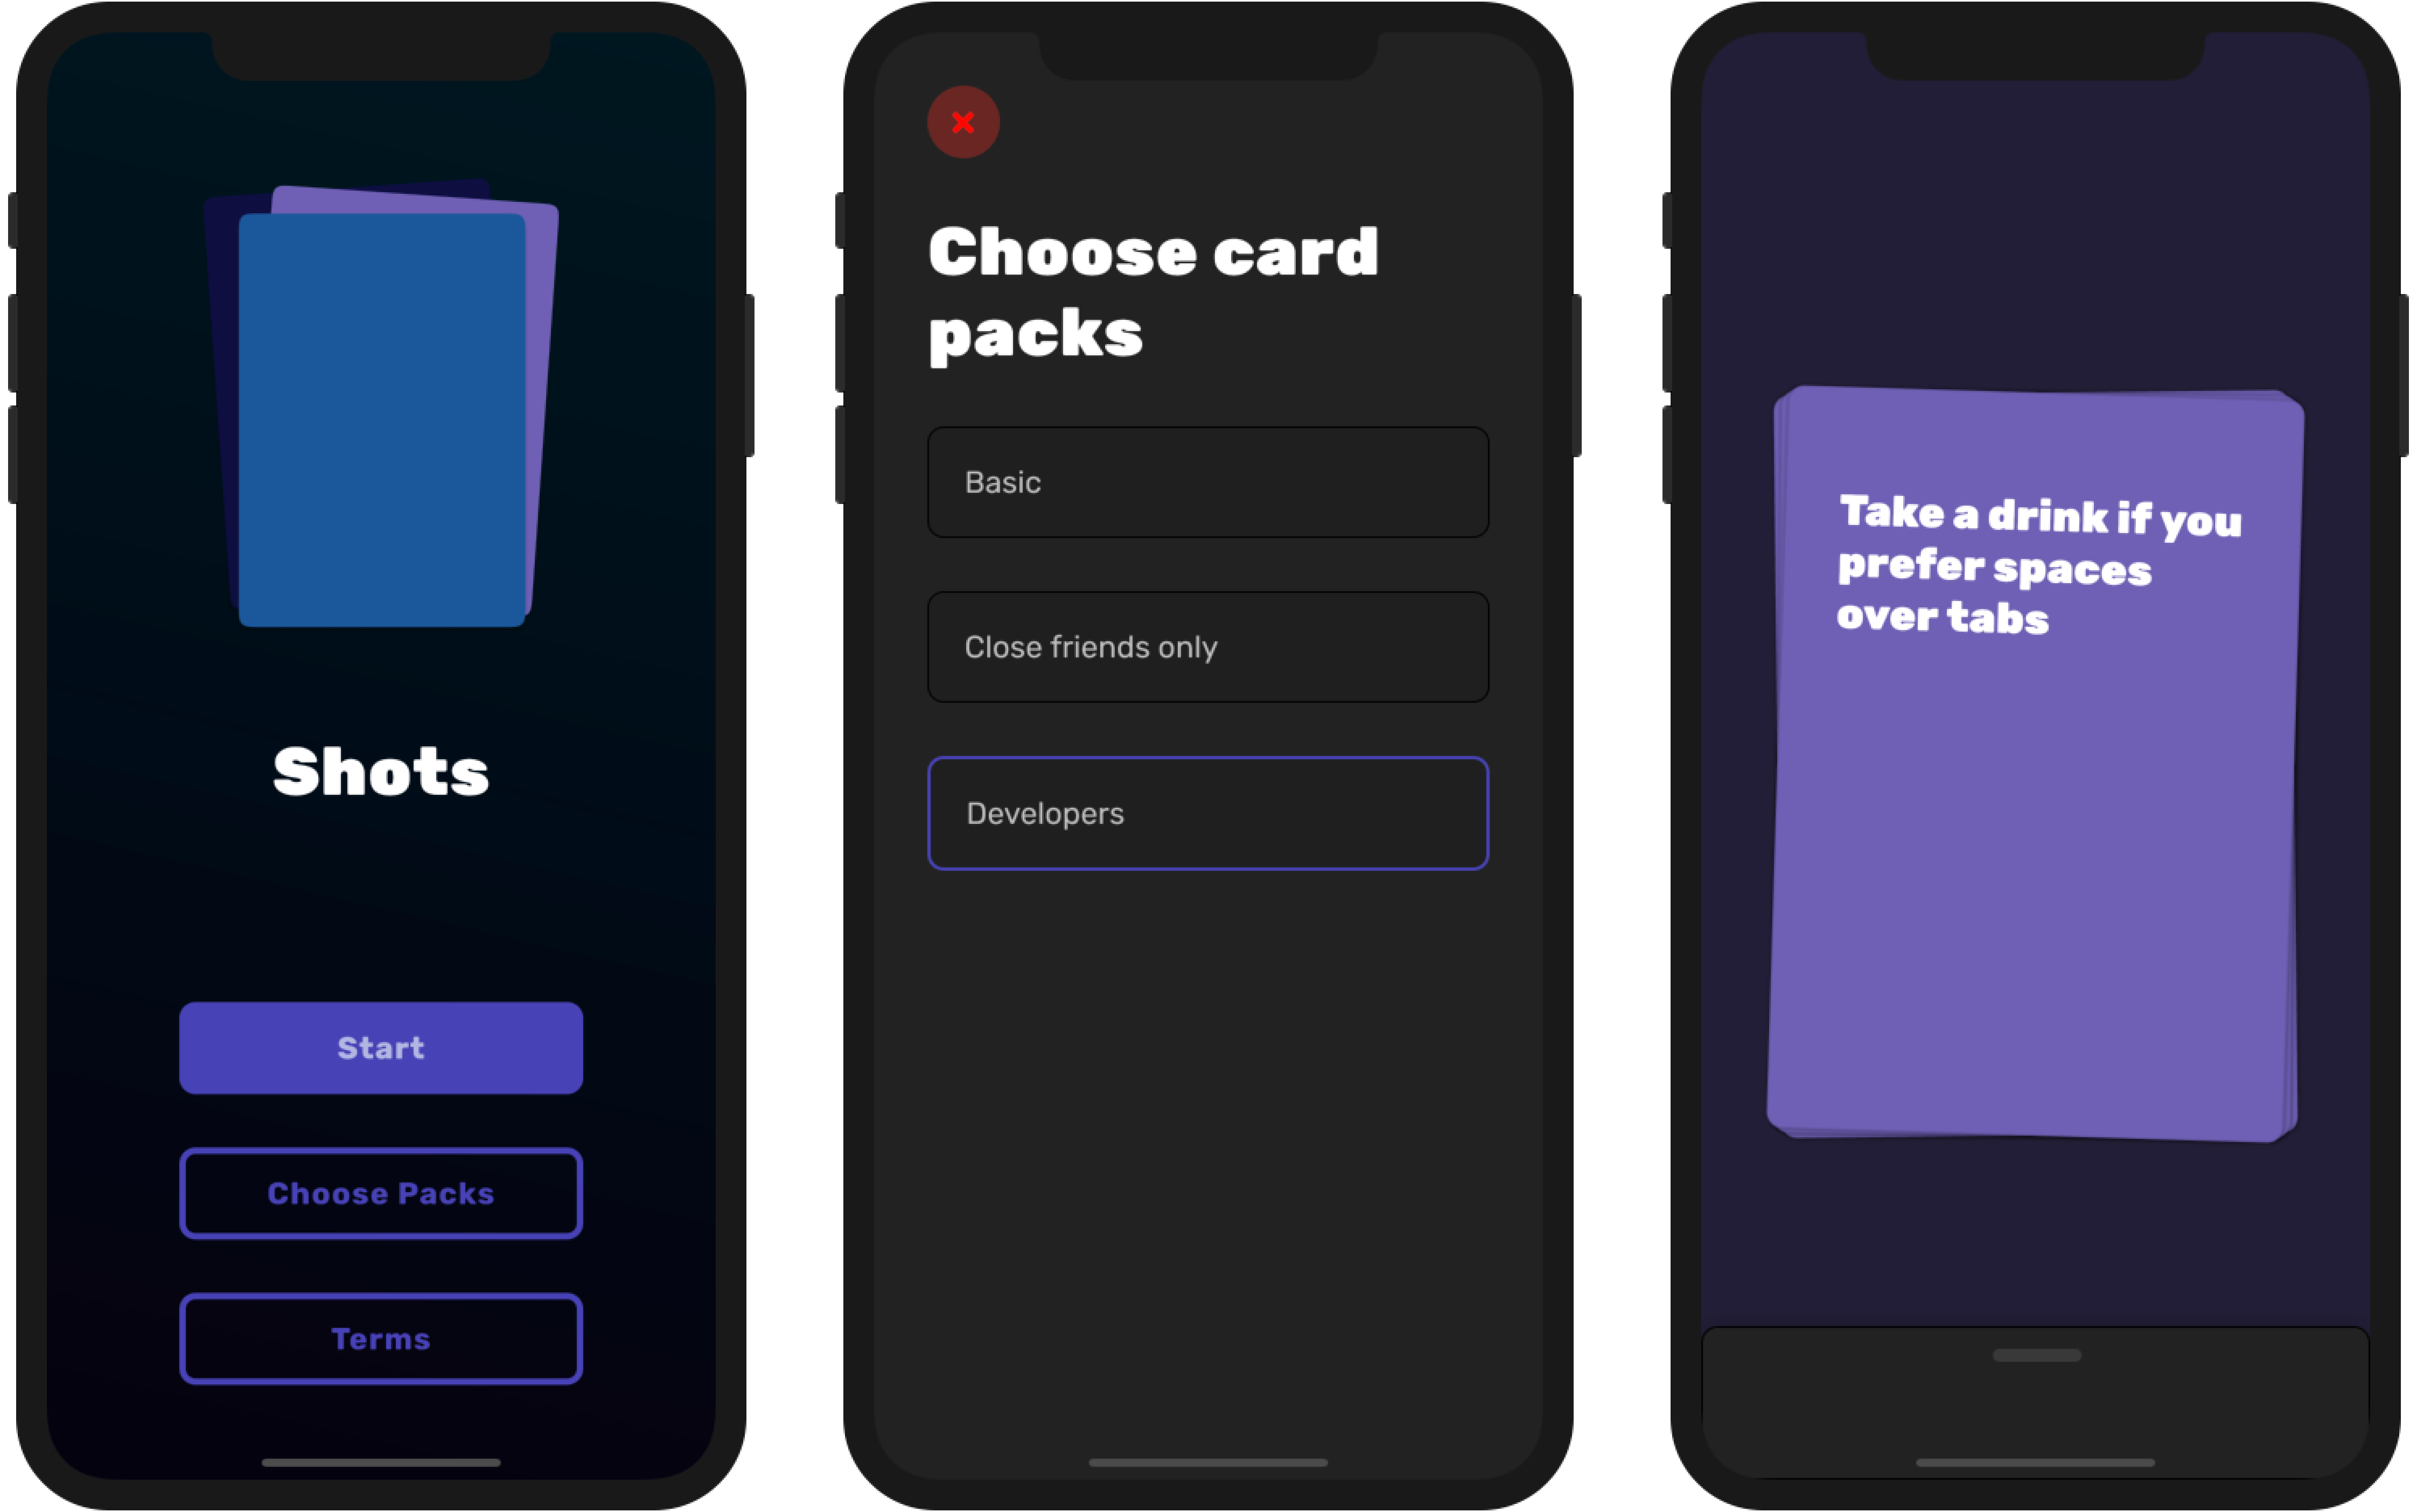 Shots
Start
Choose Packs
Terms
Choose card
packs
Basic
Close friends only
Developers
Take a drink if you
prefer spaces
over tabs